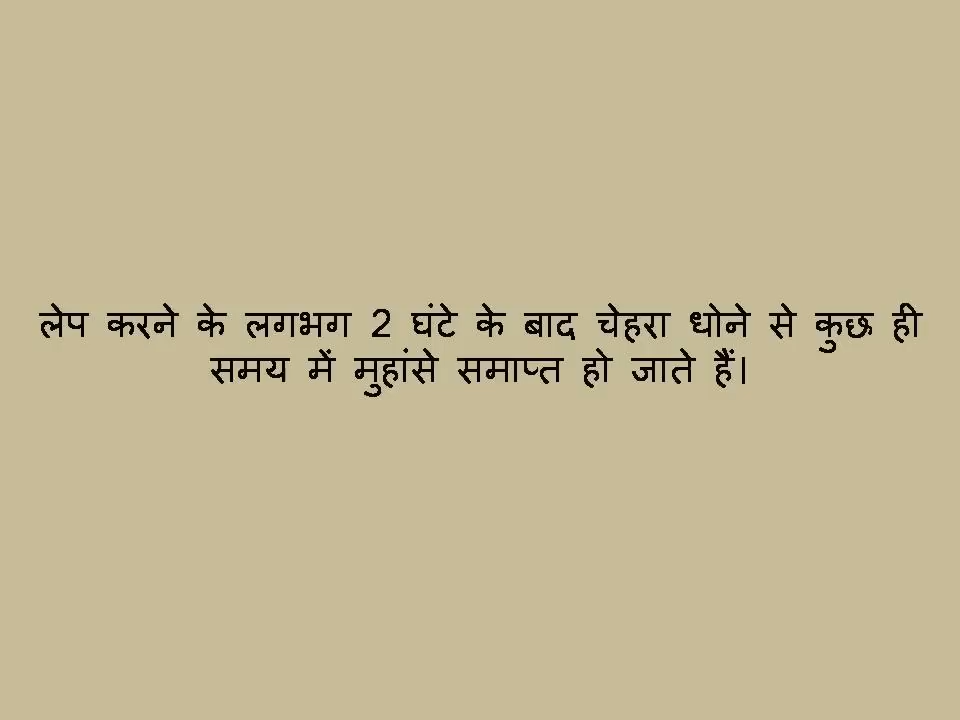 लेप करने के लगभग 2 घंटे के बाद चेहरा धोने से कुछ ही
समय में मुहांसे समाप्त हो जाते हैं।